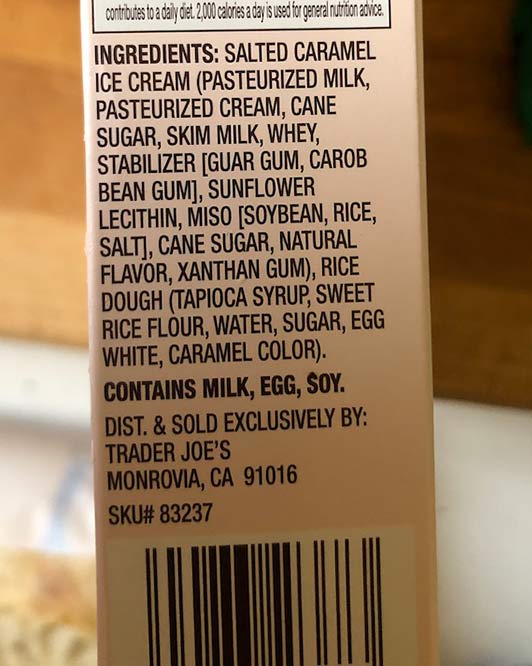 contributes to a daily diet. 2,000 calories a day is used for general nutrition advice.
INGREDIENTS: SALTED CARAMEL
ICE CREAM (PASTEURIZED MILK,
PASTEURIZED CREAM, CANE
SUGAR, SKIM MILK, WHEY,
STABILIZER [GUAR GUM, CAROB
BEAN GUM], SUNFLOWER
LECITHIN, MISO [SOYBEAN, RICE,
SALT], CANE SUGAR, NATURAL
FLAVOR, XANTHAN GUM), RICE
DOUGH (TAPIOCA SYRUP, SWEET
RICE FLOUR, WATER, SUGAR, EGG
WHITE, CARAMEL COLOR).
CONTAINS MILK, EGG, SOY.
DIST. & SOLD EXCLUSIVELY BY:
TRADER JOE'S
MONROVIA, CA 91016
SKU# 83237